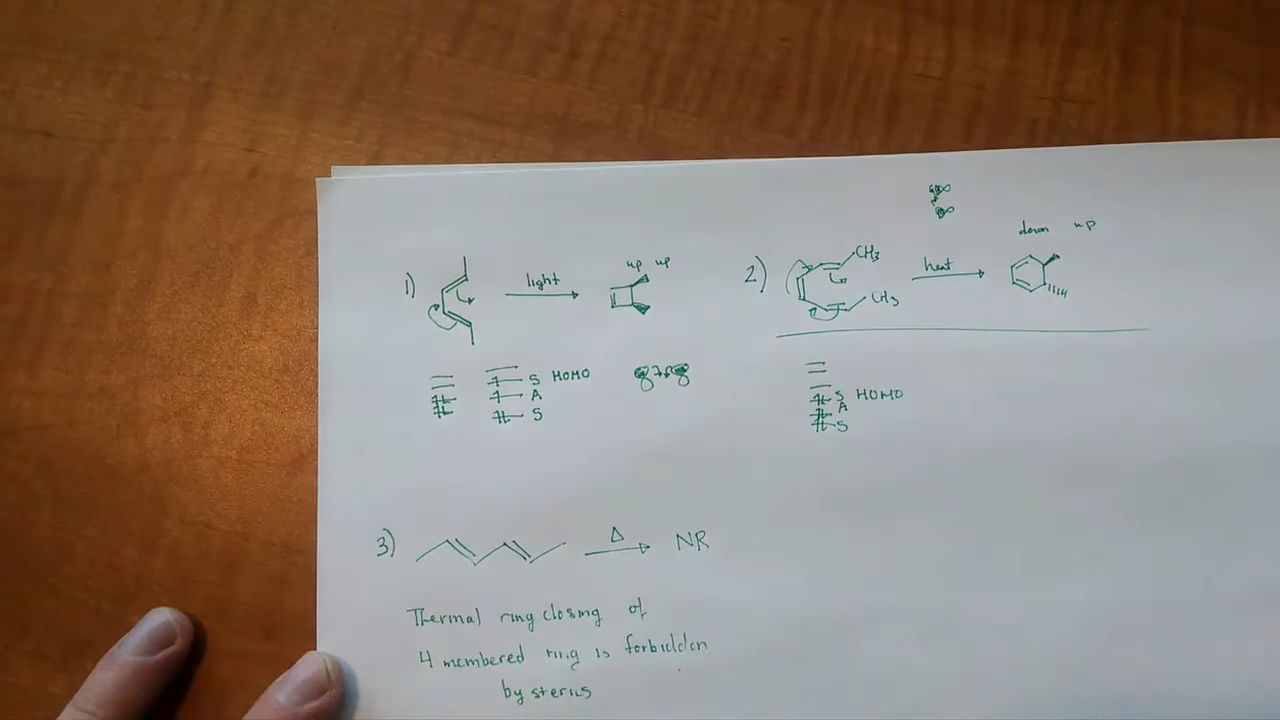 1)
light
up up
S HOMO
A
S
2)
CH3
CH3
heat
down up
S HOMO
A
S
3)
Δ
NR
Thermal ring closing of
4 membered ring is forbidden
by sterics